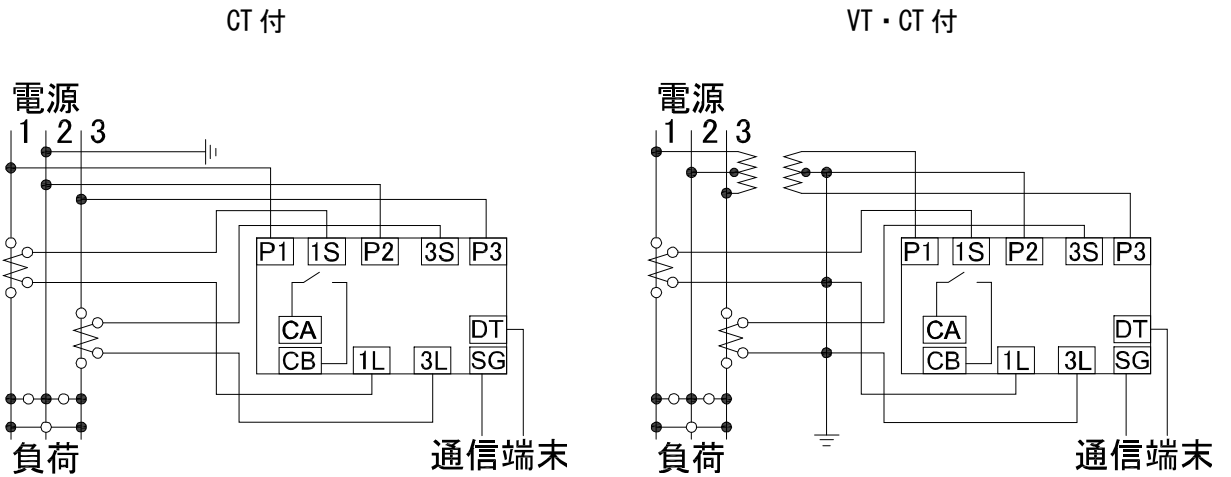 CT付
電源
1 2 3
P1 1S P2 3S P3
CA DT
CB 1L 3L SG
負荷 通信端末
VT・CT付
電源
1 2 3
P1 1S P2 3S P3
CA DT
CB 1L 3L SG
負荷 通信端末